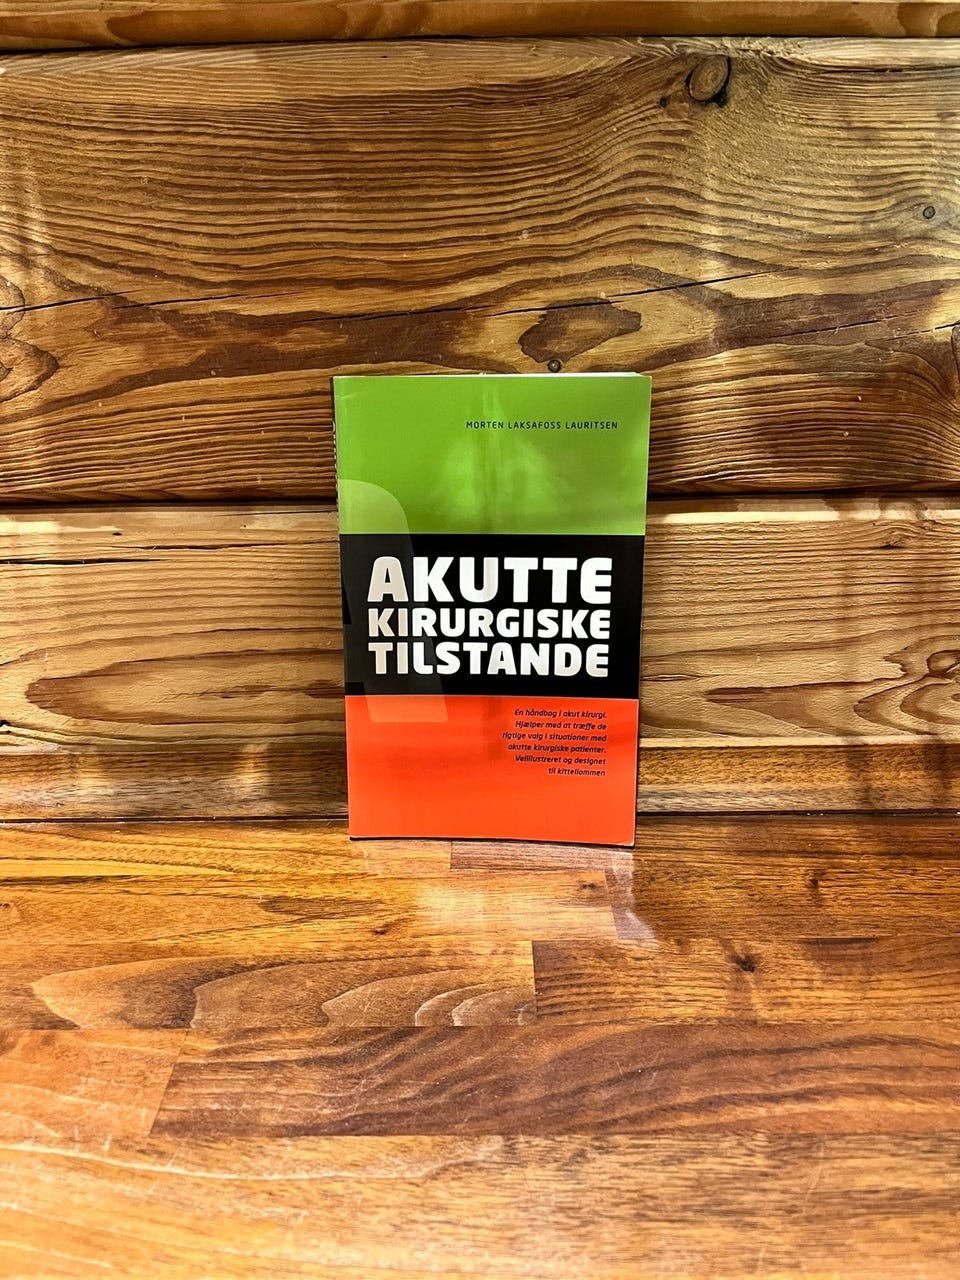 MORTEN LAKSAFOSS LAURITSEN
AKUTTE
KIRURGISKE
TILSTANDE
En håndbog i akut kirurgi.
Hjælper med at træffe de
rigtige valg i situationer med
akutte kirurgiske patienter.
Velillustreret og designet
til kittellommen